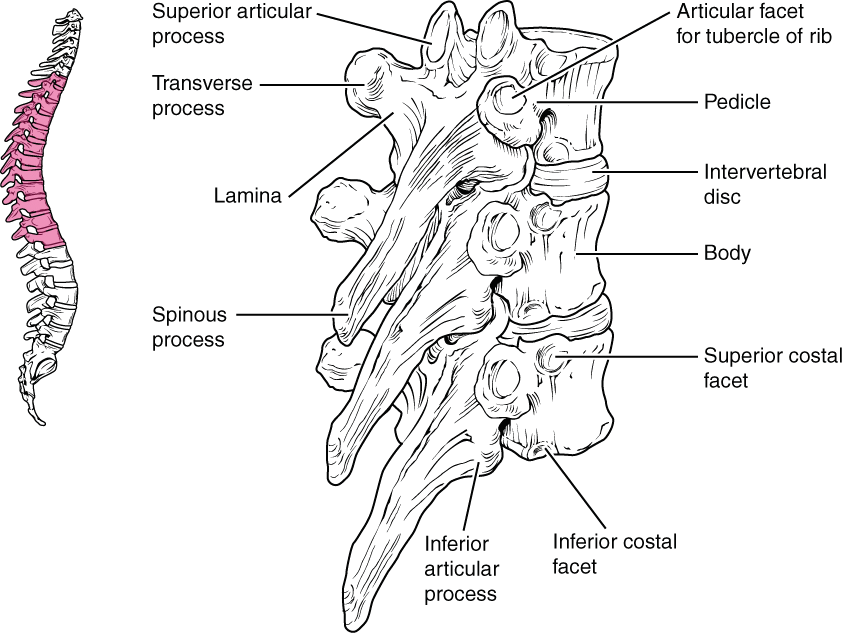 Superior articular
process
Transverse
process
Lamina
Spinous
process
Articular facet
for tubercle of rib
Pedicle
Intervertebral
disc
Body
Superior costal
facet
Inferior
articular
process
Inferior costal
facet